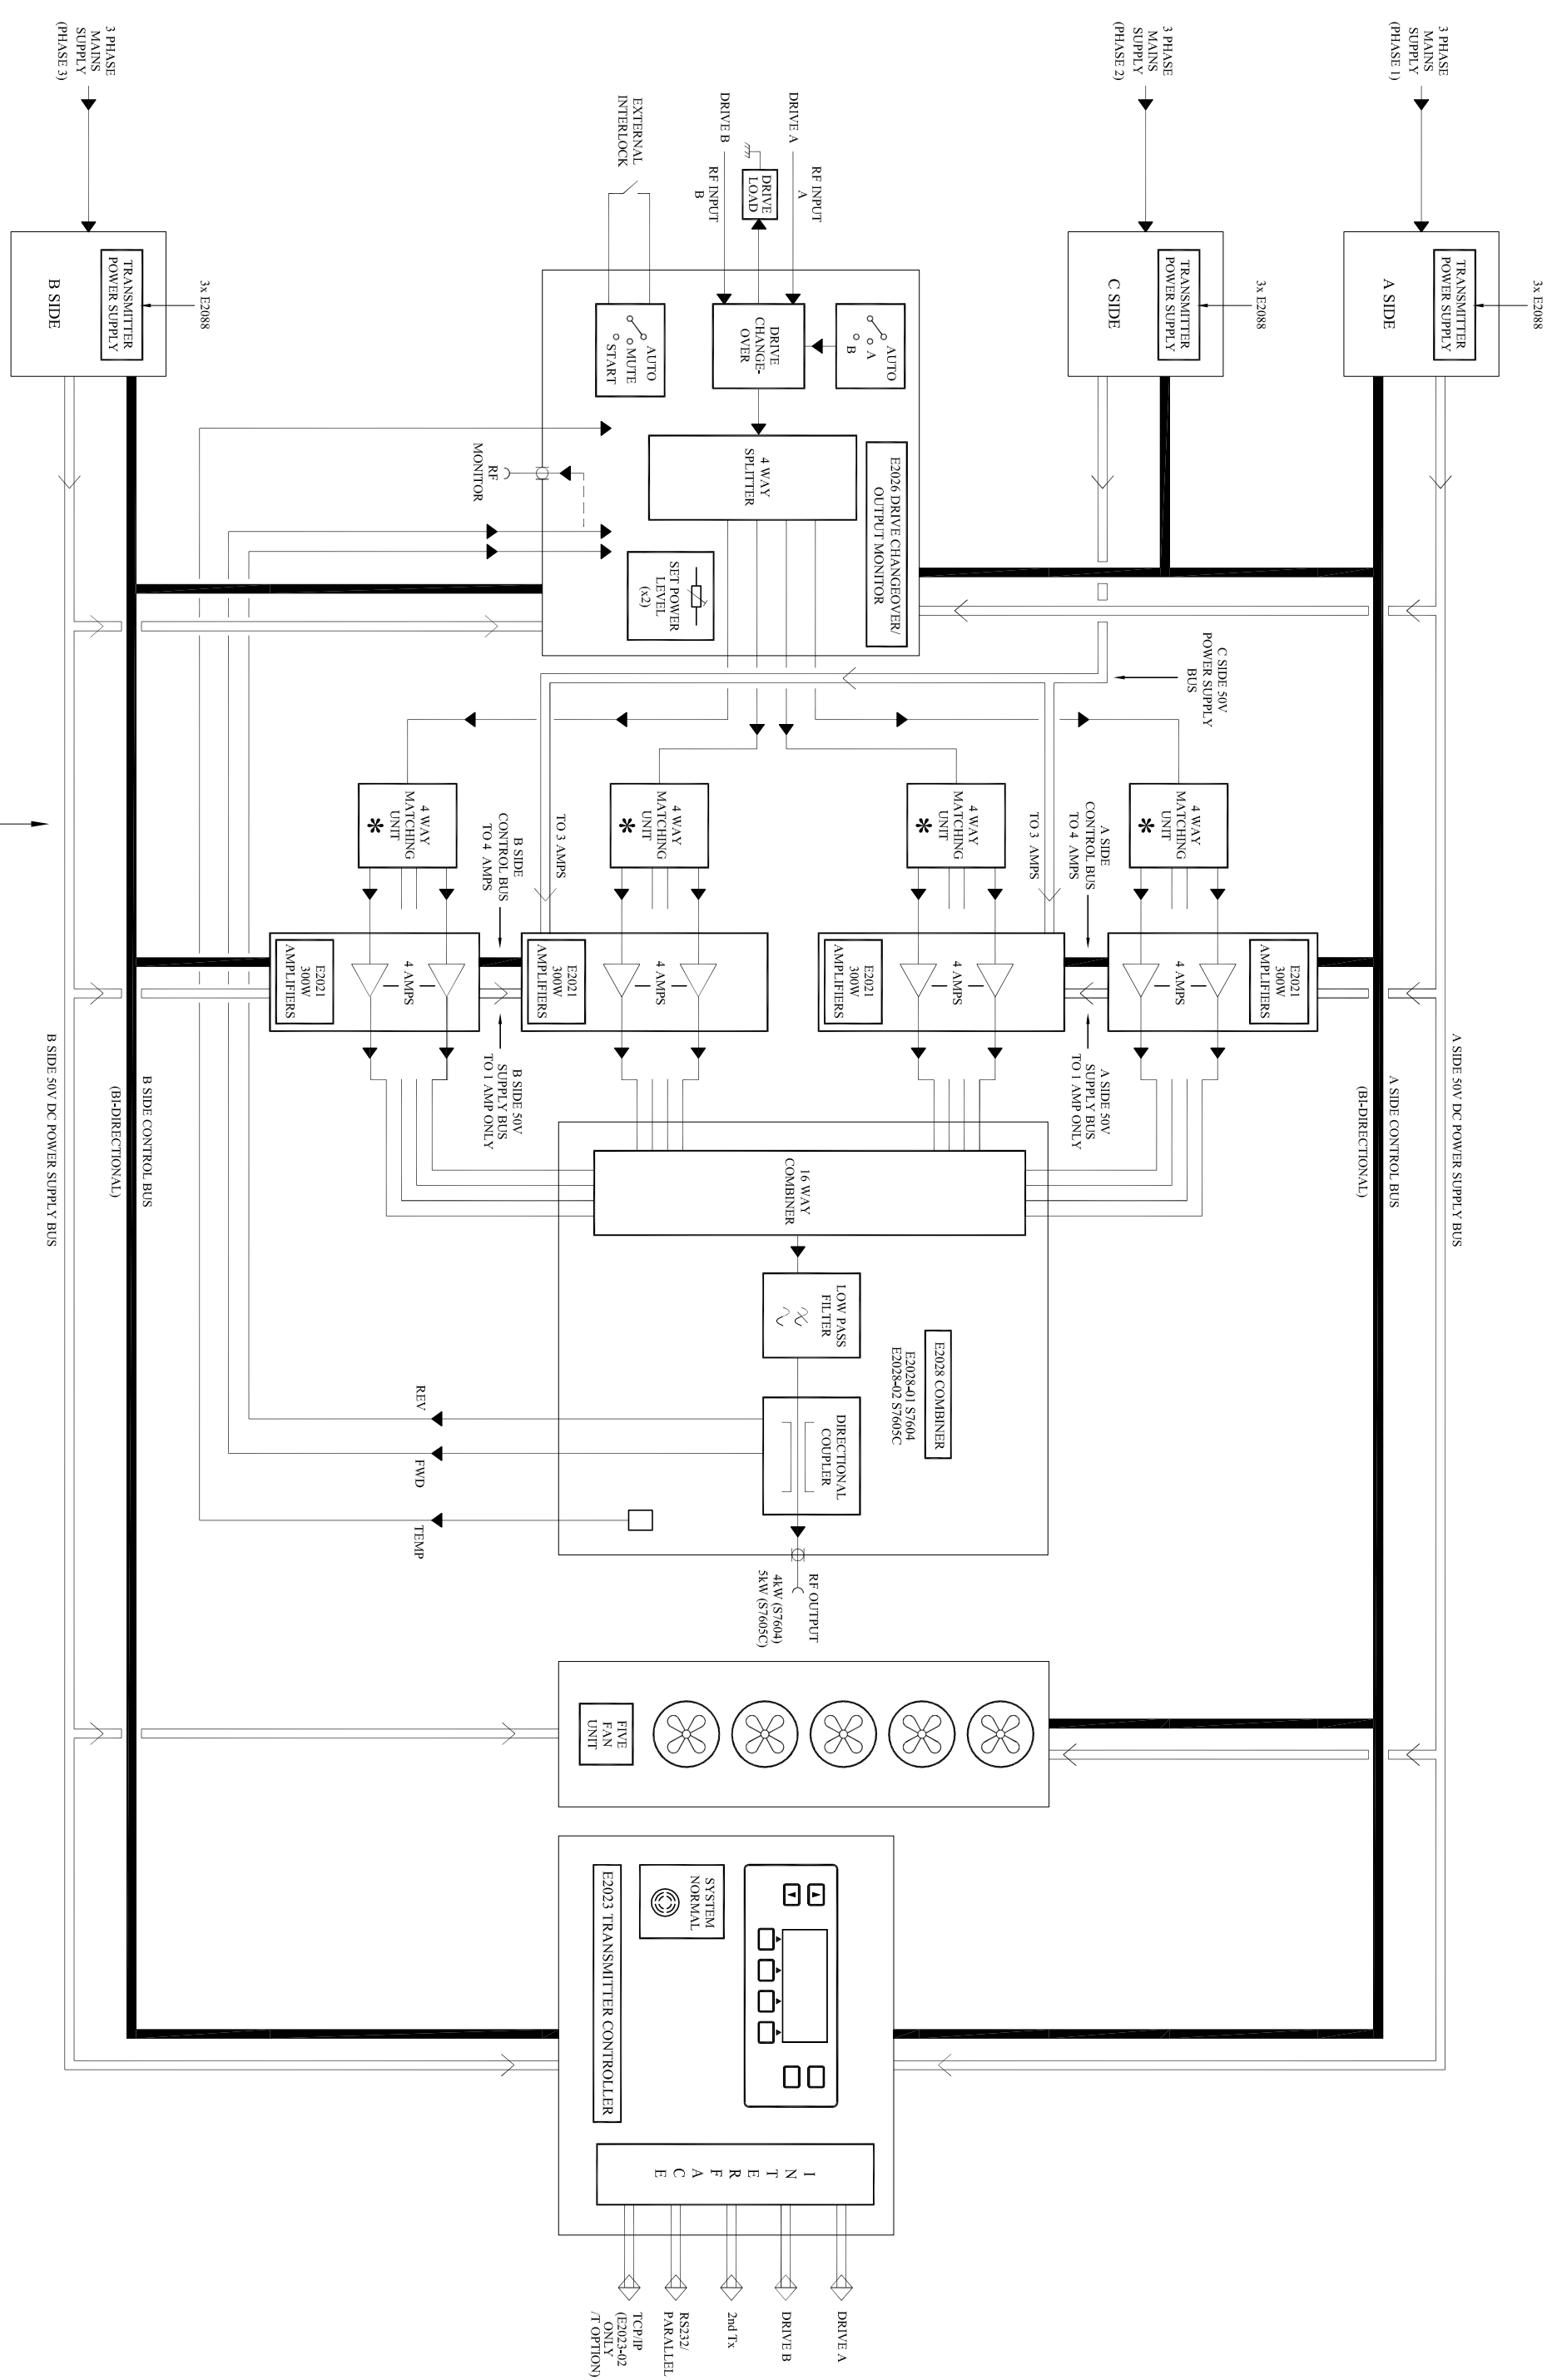 3 PHASE
MAINS
SUPPLY
(PHASE 1)
3x E2088
TRANSMITTER
POWER SUPPLY
A SIDE
A SIDE 50V DC POWER SUPPLY BUS
A SIDE CONTROL BUS
(BI-DIRECTIONAL)
3 PHASE
MAINS
SUPPLY
(PHASE 2)
3x E2088
TRANSMITTER
POWER SUPPLY
C SIDE
C SIDE 50V
POWER SUPPLY
BUS
DRIVE A
RF INPUT
A
DRIVE
LOAD
DRIVE B
RF INPUT
B
EXTERNAL
INTERLOCK
AUTO
A
B
DRIVE
CHANGE-
OVER
AUTO
MUTE
START
E2026 DRIVE CHANGEOVER/
OUTPUT MONITOR
4 WAY
SPLITTER
RF
MONITOR
SET POWER
LEVEL
(x2)
4 WAY
MATCHING
UNIT
*
A SIDE
CONTROL BUS
TO 4 AMPS
E2021
300W
AMPLIFIERS
4 AMPS
A SIDE 50V
SUPPLY BUS
TO 1 AMP ONLY
TO 3 AMPS
4 WAY
MATCHING
UNIT
*
4 AMPS
E2021
300W
AMPLIFIERS
4 WAY
MATCHING
UNIT
*
TO 3 AMPS
4 AMPS
E2021
300W
AMPLIFIERS
B SIDE
CONTROL BUS
TO 4 AMPS
B SIDE 50V
SUPPLY BUS
TO 1 AMP ONLY
4 WAY
MATCHING
UNIT
*
4 AMPS
E2021
300W
AMPLIFIERS
16 WAY
COMBINER
LOW PASS
FILTER
E2028 COMBINER
E2028-01 S7604
E2028-02 S7605C
DIRECTIONAL
COUPLER
REV
FWD
TEMP
RF OUTPUT
4kW (S7604)
5kW (S7605C)
FIVE
FAN
UNIT
SYSTEM
NORMAL
E2023 TRANSMITTER CONTROLLER
INTERFACE
DRIVE A
DRIVE B
2nd Tx
RS232/
PARALLEL
TCP/IP
(E2023-02
ONLY
/T OPTION)
3 PHASE
MAINS
SUPPLY
(PHASE 3)
3x E2088
TRANSMITTER
POWER SUPPLY
B SIDE
B SIDE CONTROL BUS
(BI-DIRECTIONAL)
B SIDE 50V DC POWER SUPPLY BUS